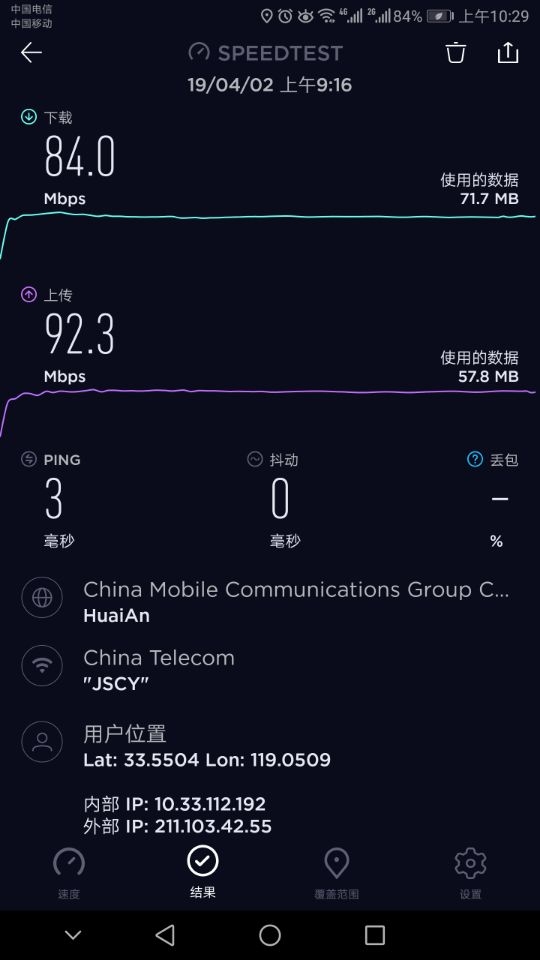 中国电信
中国移动
4G 2G 84% 上午10:29
SPEEDTEST
19/04/02 上午9:16
下载
84.0
Mbps
使用的数据
71.7 MB
上传
92.3
Mbps
使用的数据
57.8 MB
PING 抖动 丢包
3 0 –
毫秒 毫秒 %
China Mobile Communications Group C...
HuaiAn
China Telecom
"JSCY"
用户位置
Lat: 33.5504 Lon: 119.0509
内部 IP: 10.33.112.192
外部 IP: 211.103.42.55
速度 结果 覆盖范围 设置